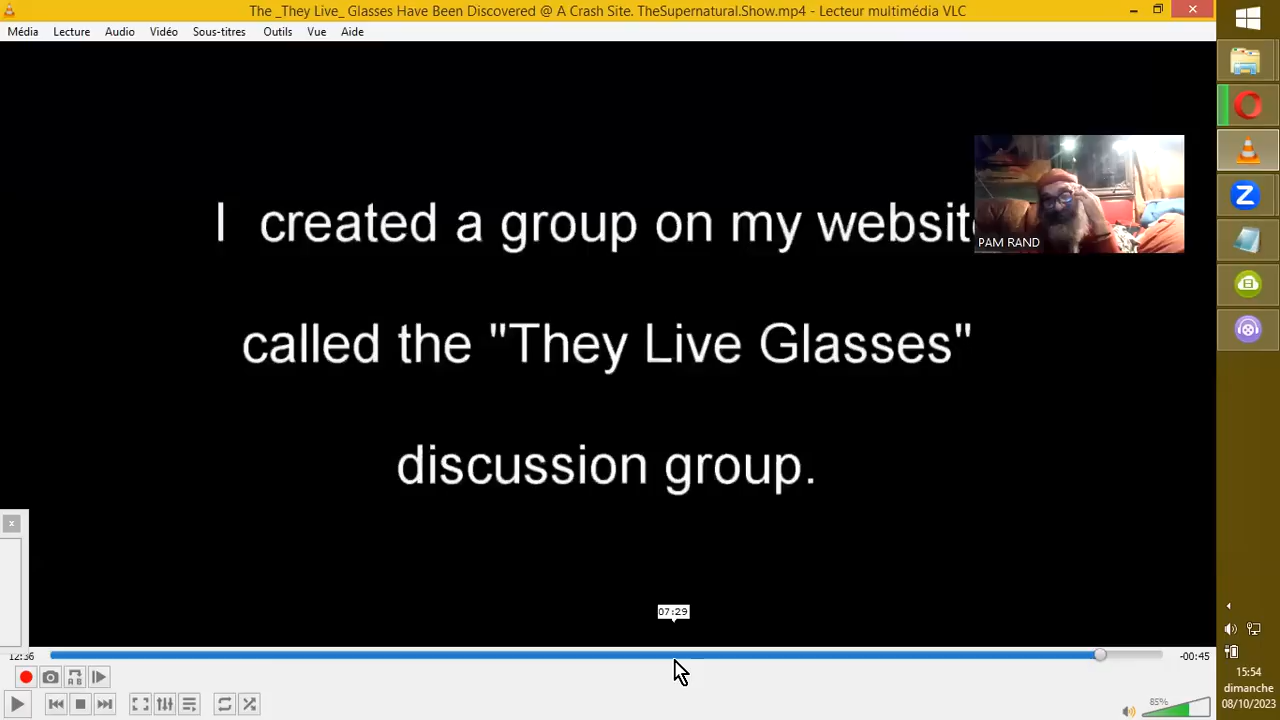 The _They Live_ Glasses Have Been Discovered @ A Crash Site. TheSupernatural.Show.mp4 - Lecteur multimédia VLC
Média Lecture Audio Vidéo Sous-titres Outils Vue Aide
I created a group on my website
PAM RAND
called the "They Live Glasses"
discussion group.
07:29
12:36
-00:45
85%
15:54
dimanche
08/10/2023